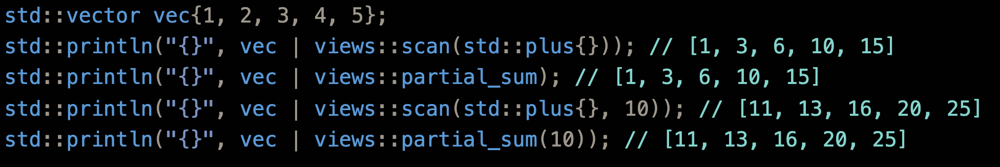 std::vector vec{1, 2, 3, 4, 5};
std::println("{}", vec | views::scan(std::plus{})); // [1, 3, 6, 10, 15]
std::println("{}", vec | views::partial_sum); // [1, 3, 6, 10, 15]
std::println("{}", vec | views::scan(std::plus{}, 10)); // [11, 13, 16, 20, 25]
std::println("{}", vec | views::partial_sum(10)); // [11, 13, 16, 20, 25]